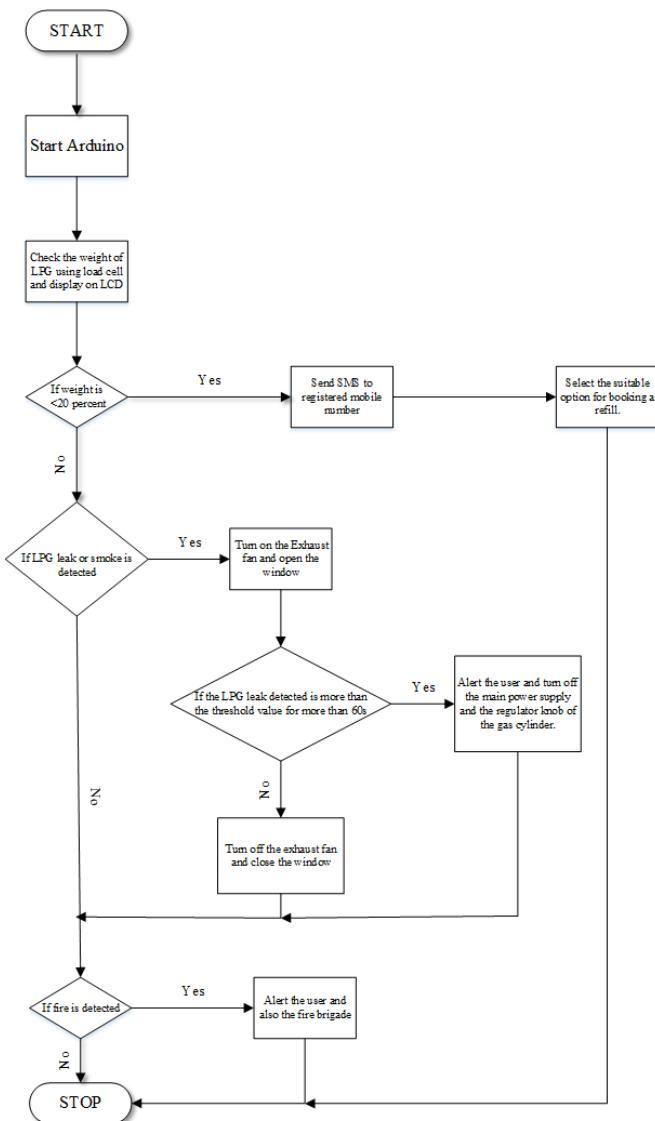 START
Start Arduino
Check the weight of
LPG using load cell
and display on LCD
If weight is
<20 percent
Yes
Send SMS to
registered mobile
number
Select the suitable
option for booking a
refill.
No
If LPG leak or smoke is
detected
Yes
Turn on the Exhaust
fan and open the
window
If the LPG leak detected is more than
the threshold value for more than 60s
Yes
Alert the user and turn off
the main power supply
and the regulator knob of
the gas cylinder.
No
No
Turn off the exhaust fan
and close the window
If fire is detected
Yes
Alert the user and
also the fire brigade
No
STOP